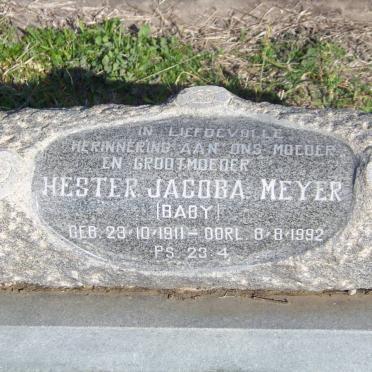 IN LIEFDEVOLLE
HERINNERING AAN ONS MOEDER
EN GROOTMOEDER
HESTER JACOBA MEYER
(BABY)
GEB. 23·10·1911 – OORL. 8·8·1992
PS. 23:4